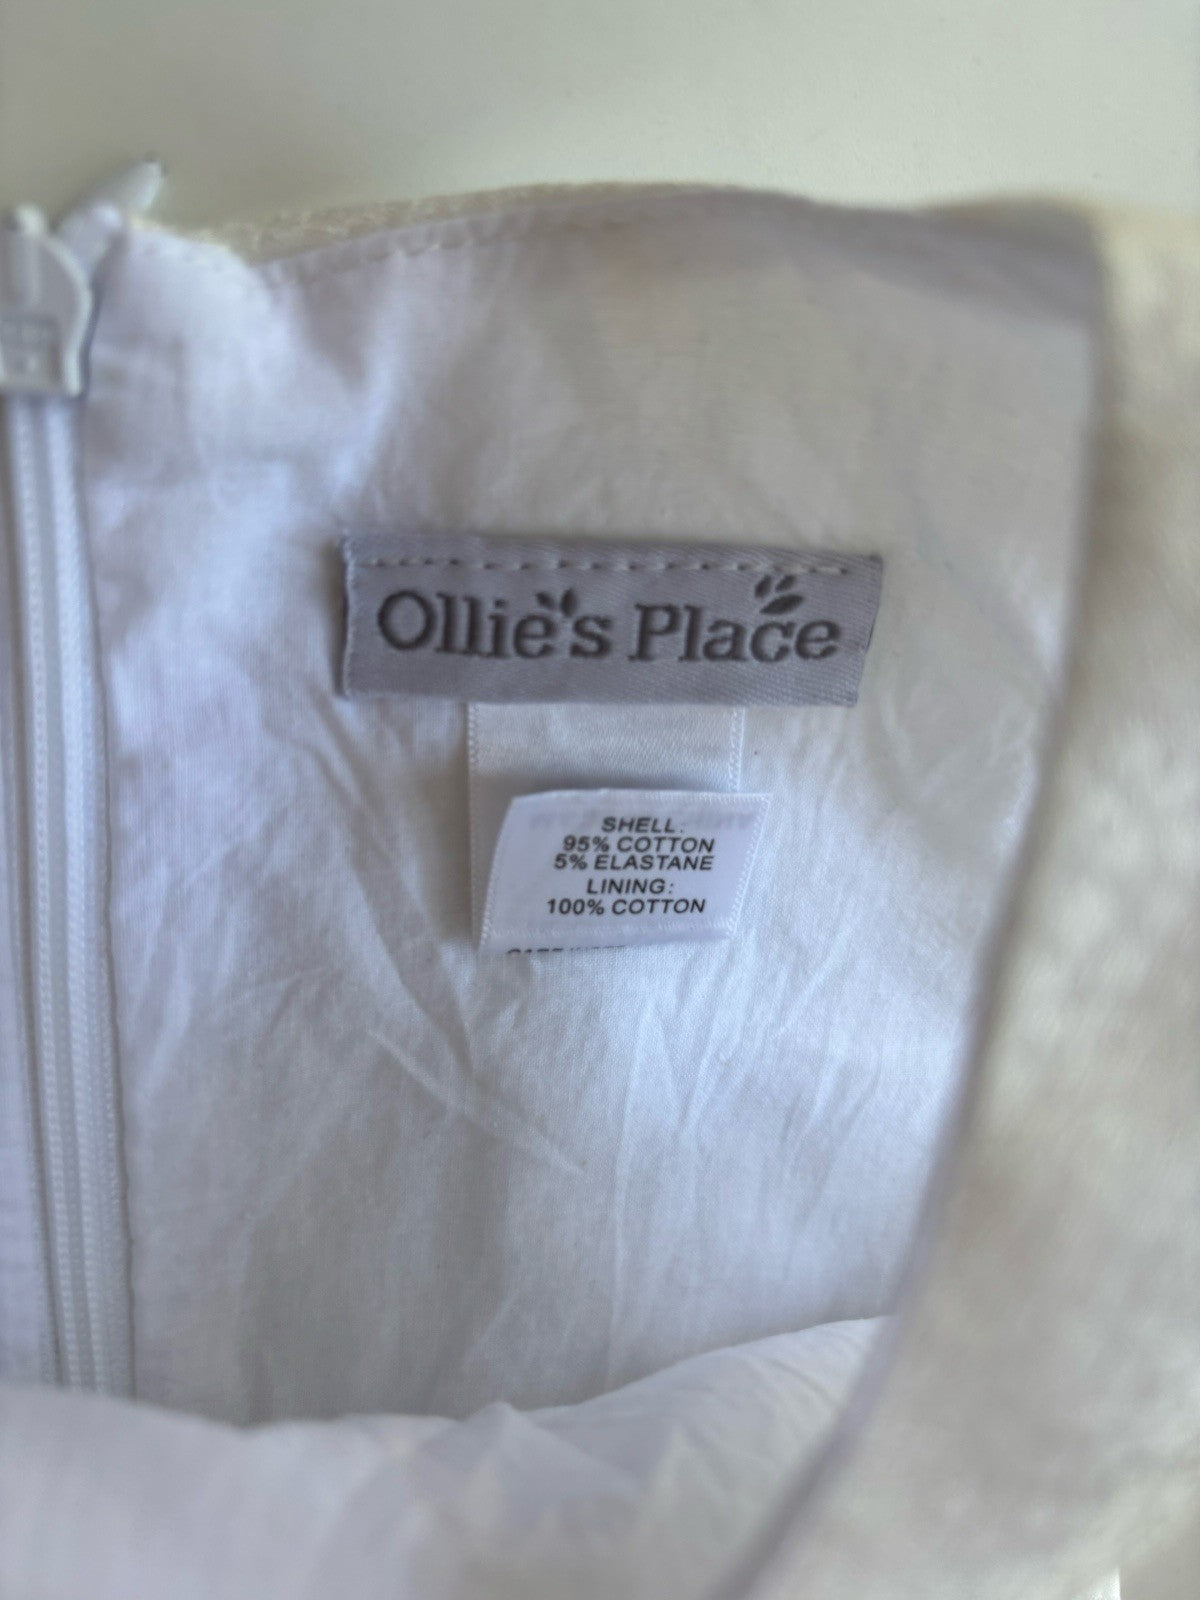 Ollie's Place
SHELL:
95% COTTON
5% ELASTANE
LINING:
100% COTTON